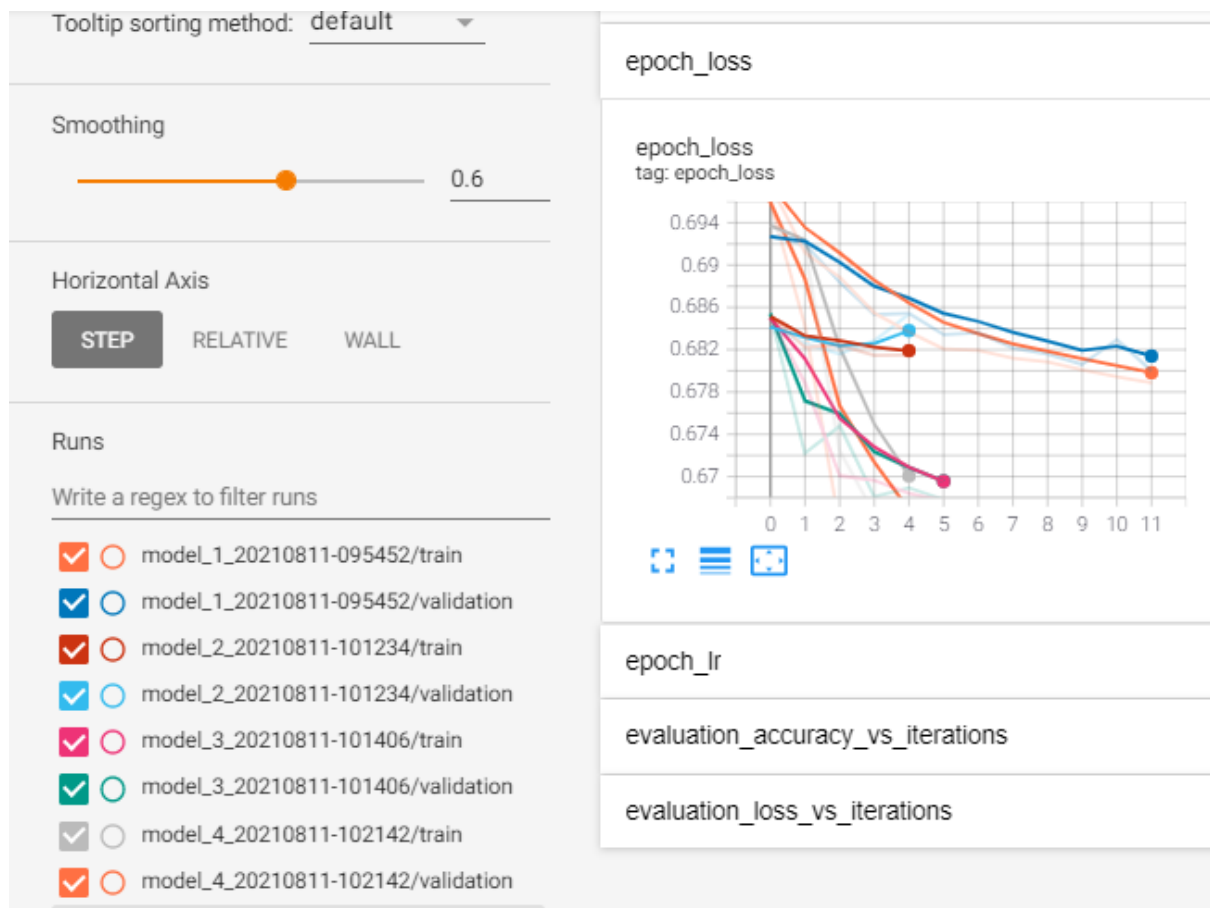 Tooltip sorting method: default
Smoothing
0.6
Horizontal Axis
STEP RELATIVE WALL
Runs
Write a regex to filter runs
model_1_20210811-095452/train
model_1_20210811-095452/validation
model_2_20210811-101234/train
model_2_20210811-101234/validation
model_3_20210811-101406/train
model_3_20210811-101406/validation
model_4_20210811-102142/train
model_4_20210811-102142/validation
epoch_loss
epoch_loss
tag: epoch_loss
0.694
0.69
0.686
0.682
0.678
0.674
0.67
0 1 2 3 4 5 6 7 8 9 10 11
epoch_lr
evaluation_accuracy_vs_iterations
evaluation_loss_vs_iterations